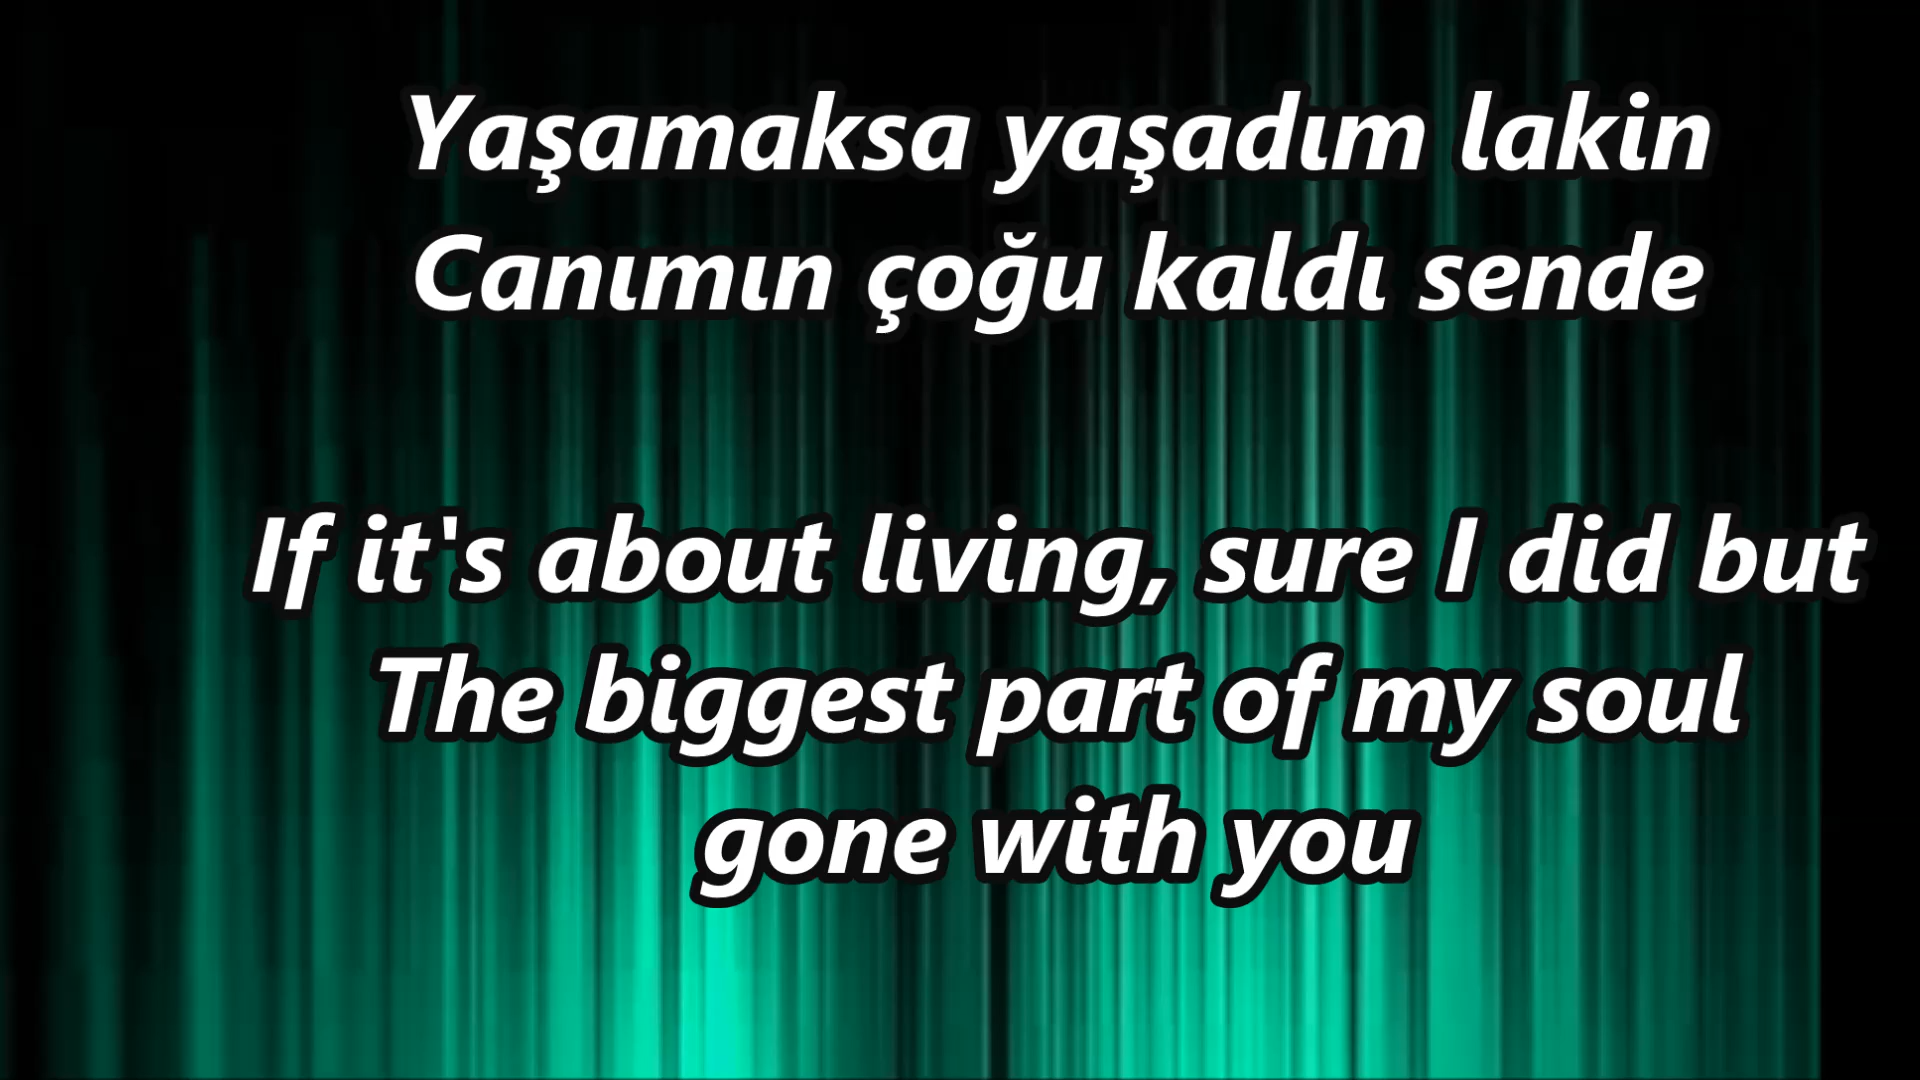 Yaşamaksa yaşadım lakin
Canımın çoğu kaldı sende
If it's about living, sure I did but
The biggest part of my soul
gone with you